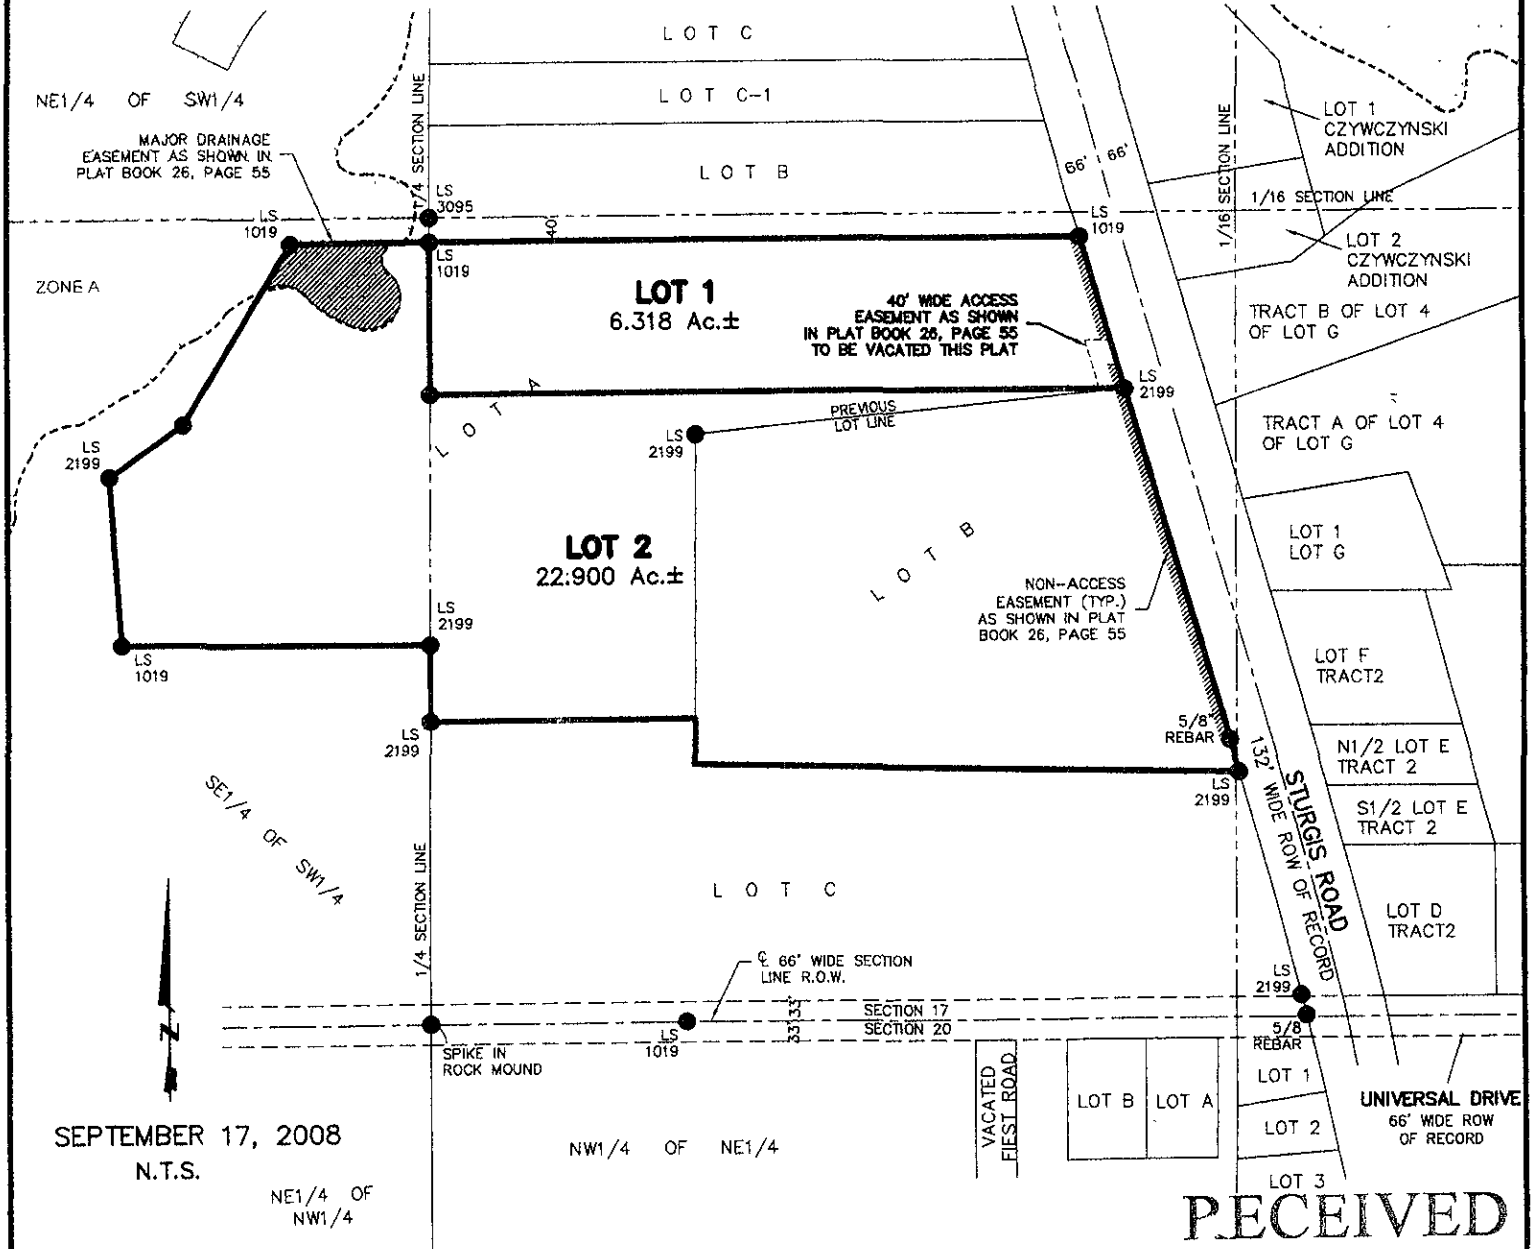 LOT C
LOT C-1
LOT B
NE1/4 OF SW1/4
MAJOR DRAINAGE
EASEMENT AS SHOWN IN
PLAT BOOK 26, PAGE 55
1/4 SECTION LINE
LS
3095
LS
1019
LS
1019
40'
66' 66'
LS
1019
1/16 SECTION LINE
1/16 SECTION LINE
LOT 1
CZYWCZYNSKI
ADDITION
LOT 2
CZYWCZYNSKI
ADDITION
ZONE A
LOT 1
6.318 Ac.±
40' WIDE ACCESS
EASEMENT AS SHOWN
IN PLAT BOOK 26, PAGE 55
TO BE VACATED THIS PLAT
TRACT B OF LOT 4
OF LOT G
LS
2199
LOT A
PREVIOUS
LOT LINE
LS
2199
LS
2199
TRACT A OF LOT 4
OF LOT G
LOT 2
22.900 Ac.±
LOT B
NON-ACCESS
EASEMENT (TYP.)
AS SHOWN IN PLAT
BOOK 26, PAGE 55
LOT 1
LOT G
LS
2199
LS
1019
LOT F
TRACT2
LS
2199
5/8"
REBAR
LS
2199
N1/2 LOT E
TRACT 2
S1/2 LOT E
TRACT 2
STURGIS ROAD
132' WIDE ROW OF RECORD
SE1/4 OF SW1/4
1/4 SECTION LINE
LOT C
LOT D
TRACT2
℄ 66' WIDE SECTION
LINE R.O.W.
LS
2199
33' 33'
SECTION 17
SECTION 20
LS
1019
5/8
REBAR
SPIKE IN
ROCK MOUND
N
VACATED
FIEST ROAD
LOT B
LOT A
LOT 1
LOT 2
LOT 3
UNIVERSAL DRIVE
66' WIDE ROW
OF RECORD
SEPTEMBER 17, 2008
N.T.S.
NW1/4 OF NE1/4
NE1/4 OF
NW1/4
RECEIVED